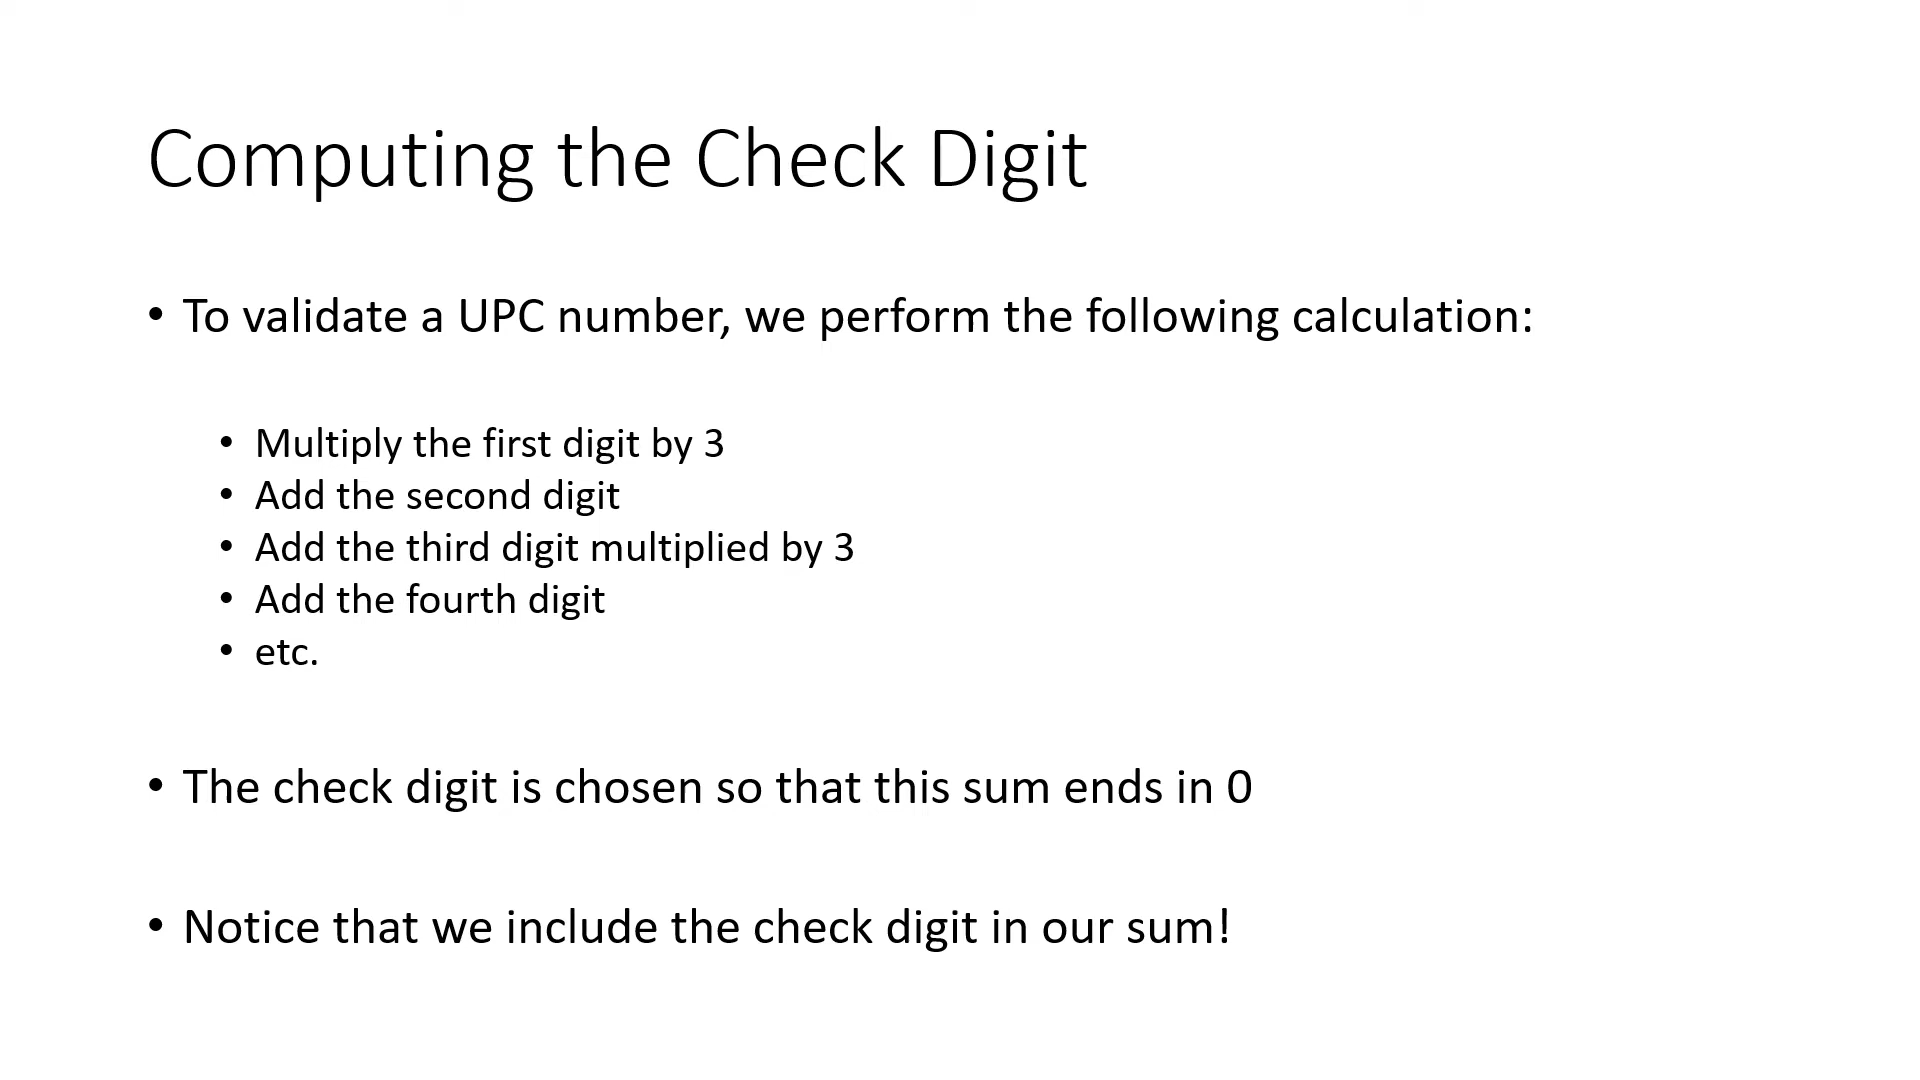 Computing the Check Digit
• To validate a UPC number, we perform the following calculation:
• Multiply the first digit by 3
• Add the second digit
• Add the third digit multiplied by 3
• Add the fourth digit
• etc.
• The check digit is chosen so that this sum ends in 0
• Notice that we include the check digit in our sum!